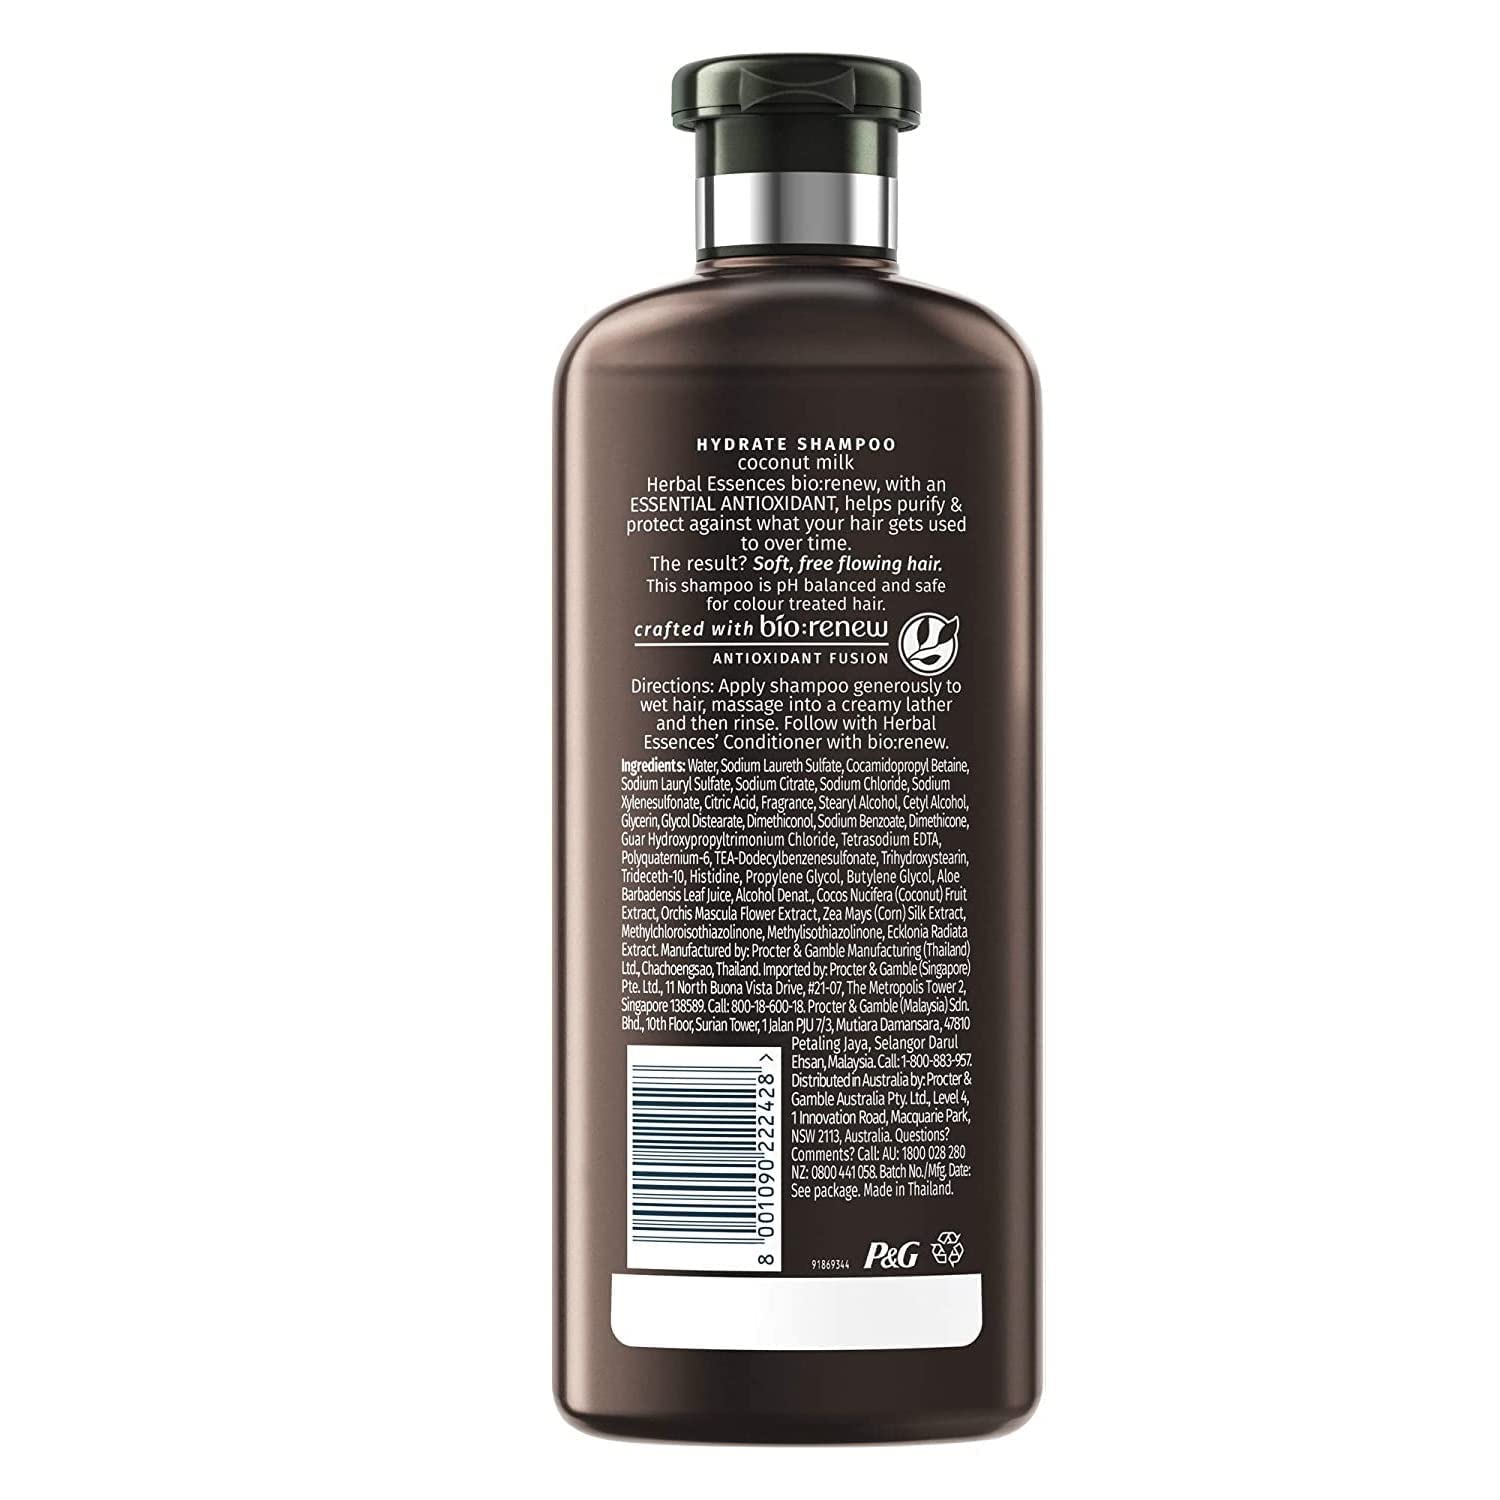 HYDRATE SHAMPOO
coconut milk
Herbal Essences bio:renew, with an
ESSENTIAL ANTIOXIDANT, helps purify &
protect against what your hair gets used
to over time.
The result? Soft, free flowing hair.
This shampoo is pH balanced and safe
for colour treated hair.
crafted with bio:renew
ANTIOXIDANT FUSION
Directions: Apply shampoo generously to
wet hair, massage into a creamy lather
and then rinse. Follow with Herbal
Essences’ Conditioner with bio:renew.
Ingredients: Water, Sodium Laureth Sulfate, Cocamidopropyl Betaine,
Sodium Lauryl Sulfate, Sodium Citrate, Sodium Chloride, Sodium
Xylenesulfonate, Citric Acid, Fragrance, Stearyl Alcohol, Cetyl Alcohol,
Glycerin, Glycol Distearate, Dimethiconol, Sodium Benzoate, Dimethicone,
Guar Hydroxypropyltrimonium Chloride, Tetrasodium EDTA,
Polyquaternium-6, TEA-Dodecylbenzenesulfonate, Trihydroxystearin,
Trideceth-10, Histidine, Propylene Glycol, Butylene Glycol, Aloe
Barbadensis Leaf Juice, Alcohol Denat., Cocos Nucifera (Coconut) Fruit
Extract, Orchis Mascula Flower Extract, Zea Mays (Corn) Silk Extract,
Methylchloroisothiazolinone, Methylisothiazolinone, Ecklonia Radiata
Extract. Manufactured by: Procter & Gamble Manufacturing (Thailand)
Ltd., Chachoengsao, Thailand. Imported by: Procter & Gamble (Singapore)
Pte. Ltd., 11 North Buona Vista Drive, #21-07, The Metropolis Tower 2,
Singapore 138589. Call: 800-18-600-18. Procter & Gamble (Malaysia) Sdn.
Bhd., 10th Floor, Surian Tower, 1 Jalan PJU 7/3, Mutiara Damansara, 47810
Petaling Jaya, Selangor Darul
Ehsan, Malaysia. Call: 1-800-883-957.
Distributed in Australia by: Procter &
Gamble Australia Pty. Ltd., Level 4,
1 Innovation Road, Macquarie Park,
NSW 2113, Australia. Questions?
Comments? Call: AU: 1800 028 280
NZ: 0800 441 058. Batch No./Mfg. Date:
See package. Made in Thailand.
8 001090 222428 >
91869344 P&G